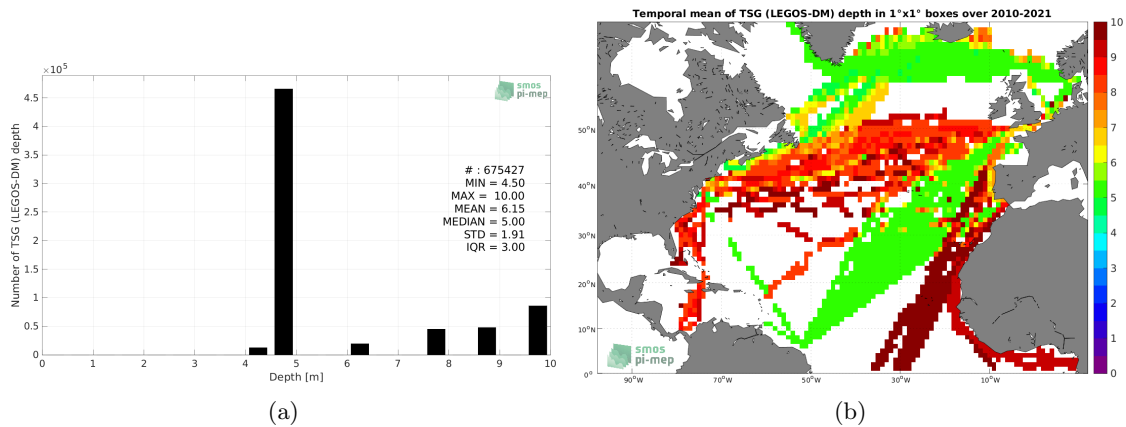 ×10⁵
4.5
4
3.5
3
2.5
2
1.5
1
0.5
0
Number of TSG (LEGOS-DM) depth
smos
pi-mep
# : 675427
MIN = 4.50
MAX = 10.00
MEAN = 6.15
MEDIAN = 5.00
STD = 1.91
IQR = 3.00
0 1 2 3 4 5 6 7 8 9 10
Depth [m]
(a)
Temporal mean of TSG (LEGOS-DM) depth in 1°x1° boxes over 2010-2021
50°N
40°N
30°N
20°N
10°N
0°
90°W 70°W 50°W 30°W 10°W
smos
pi-mep
10
9
8
7
6
5
4
3
2
1
0
(b)